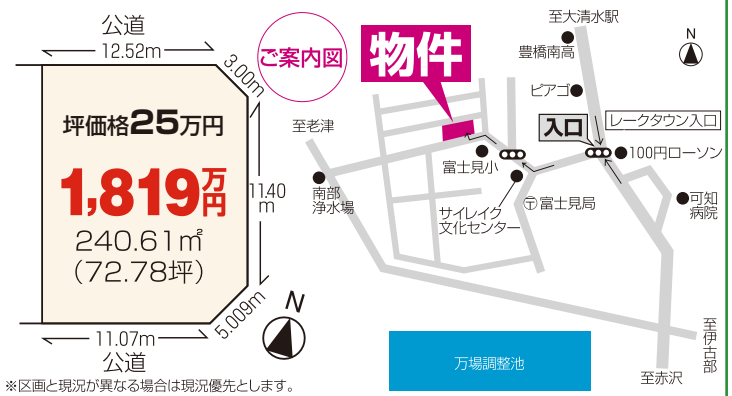 公道
12.52m
3.00m
坪価格25万円
1,819万円
240.61㎡
(72.78坪)
11.40m
5.009m
11.07m
公道
N
※区画と現況が異なる場合は現況優先とします。
ご案内図
物件
至大清水駅
豊橋南高
N
ピアゴ
レークタウン入口
入口
100円ローソン
至老津
富士見小
南部
浄水場
サイレイク
文化センター
〒富士見局
可知
病院
万場調整池
至伊古部
至赤沢